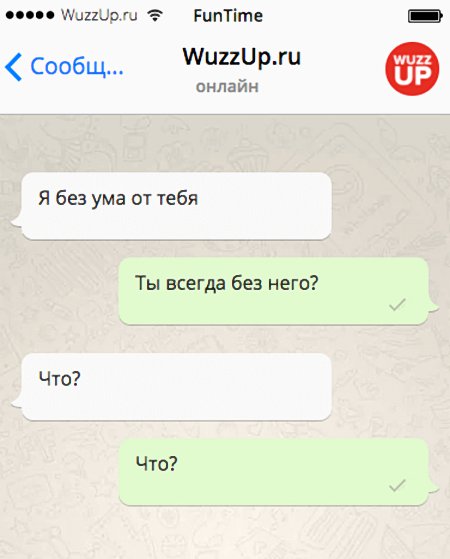 WuzzUp.ru FunTime
Сообщ... WuzzUp.ru WUZZ UP
онлайн
Я без ума от тебя
Ты всегда без него?
Что?
Что?